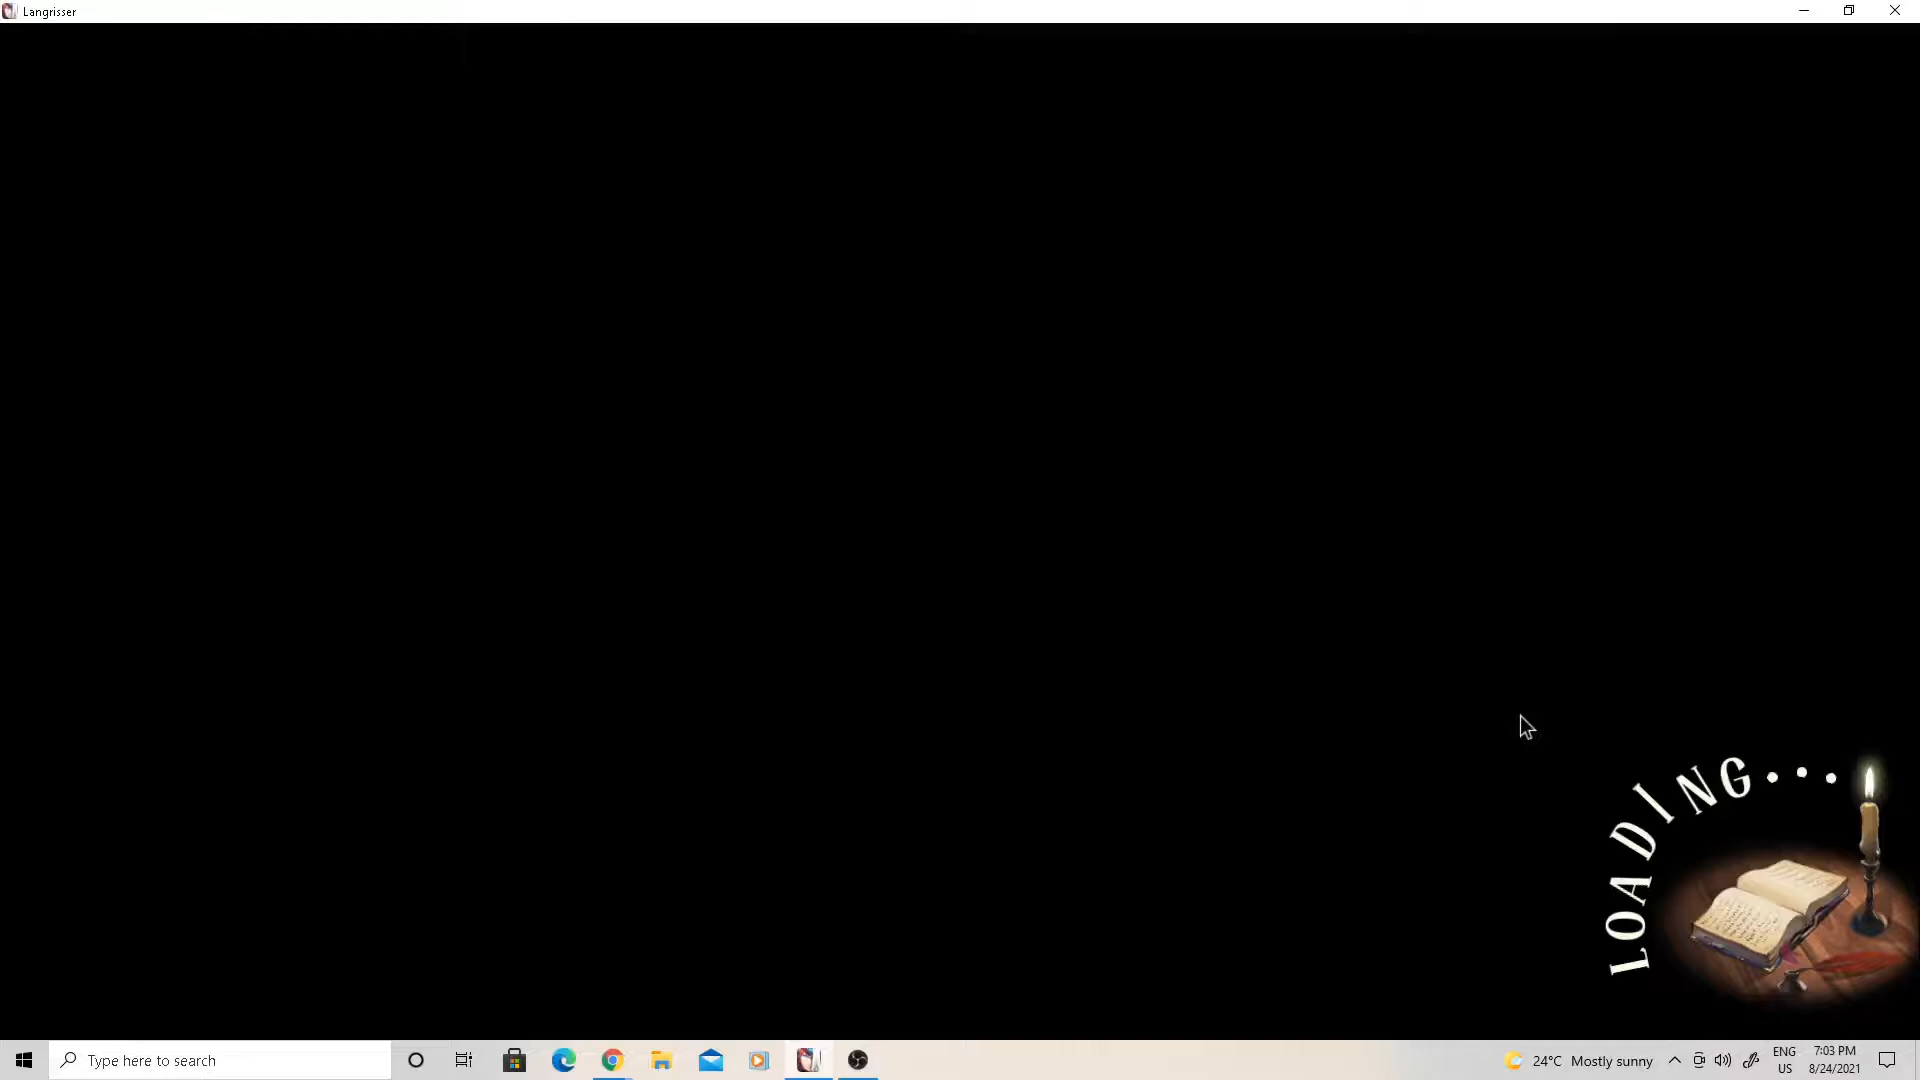 Langrisser
LOADING...
Type here to search
24°C Mostly sunny
ENG
US
7:03 PM
8/24/2021